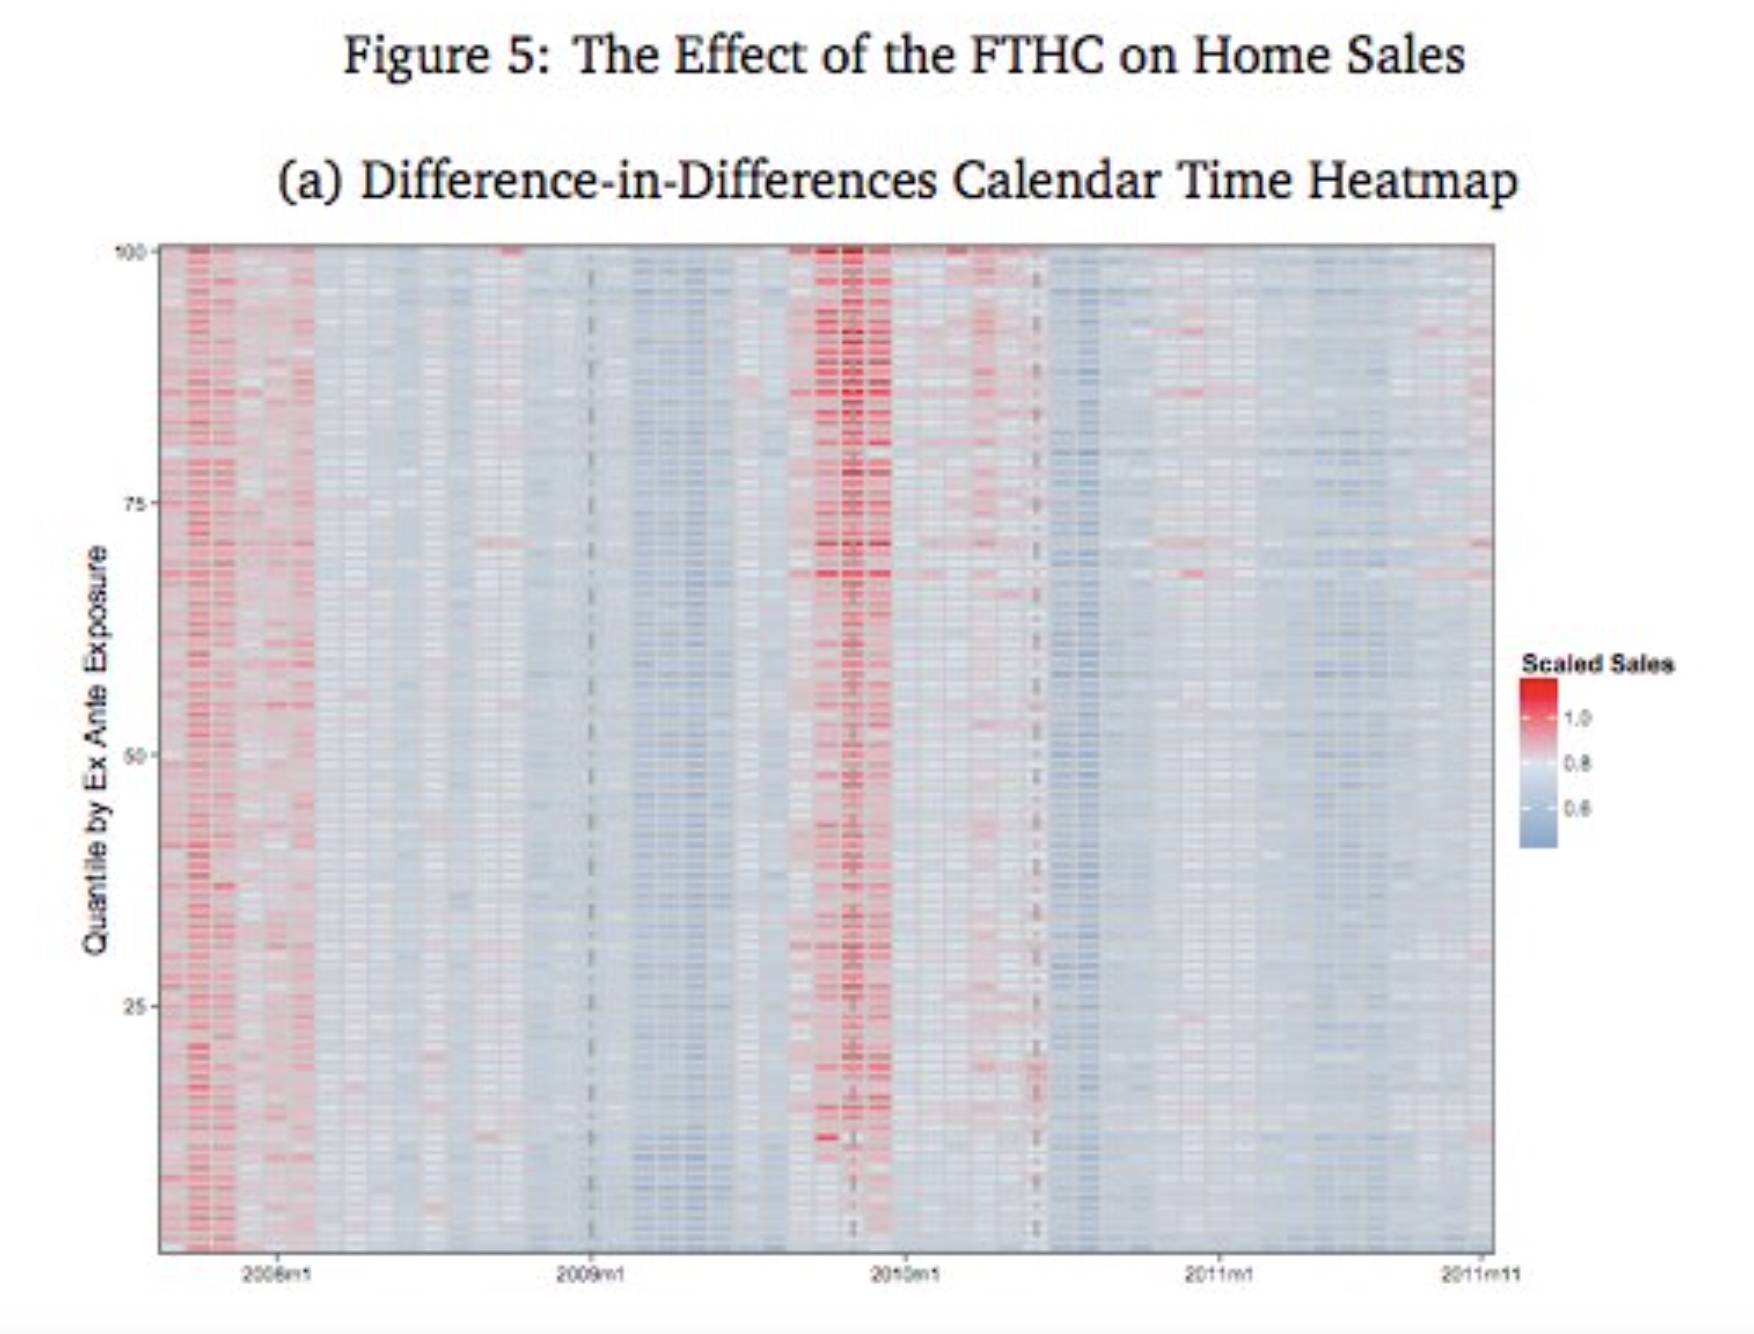 Figure 5: The Effect of the FTHC on Home Sales
(a) Difference-in-Differences Calendar Time Heatmap
100
75
50
25
Quantile by Ex Ante Exposure
2008m1
2009m1
2010m1
2011m1
2011m11
Scaled Sales
1.0
0.8
0.6